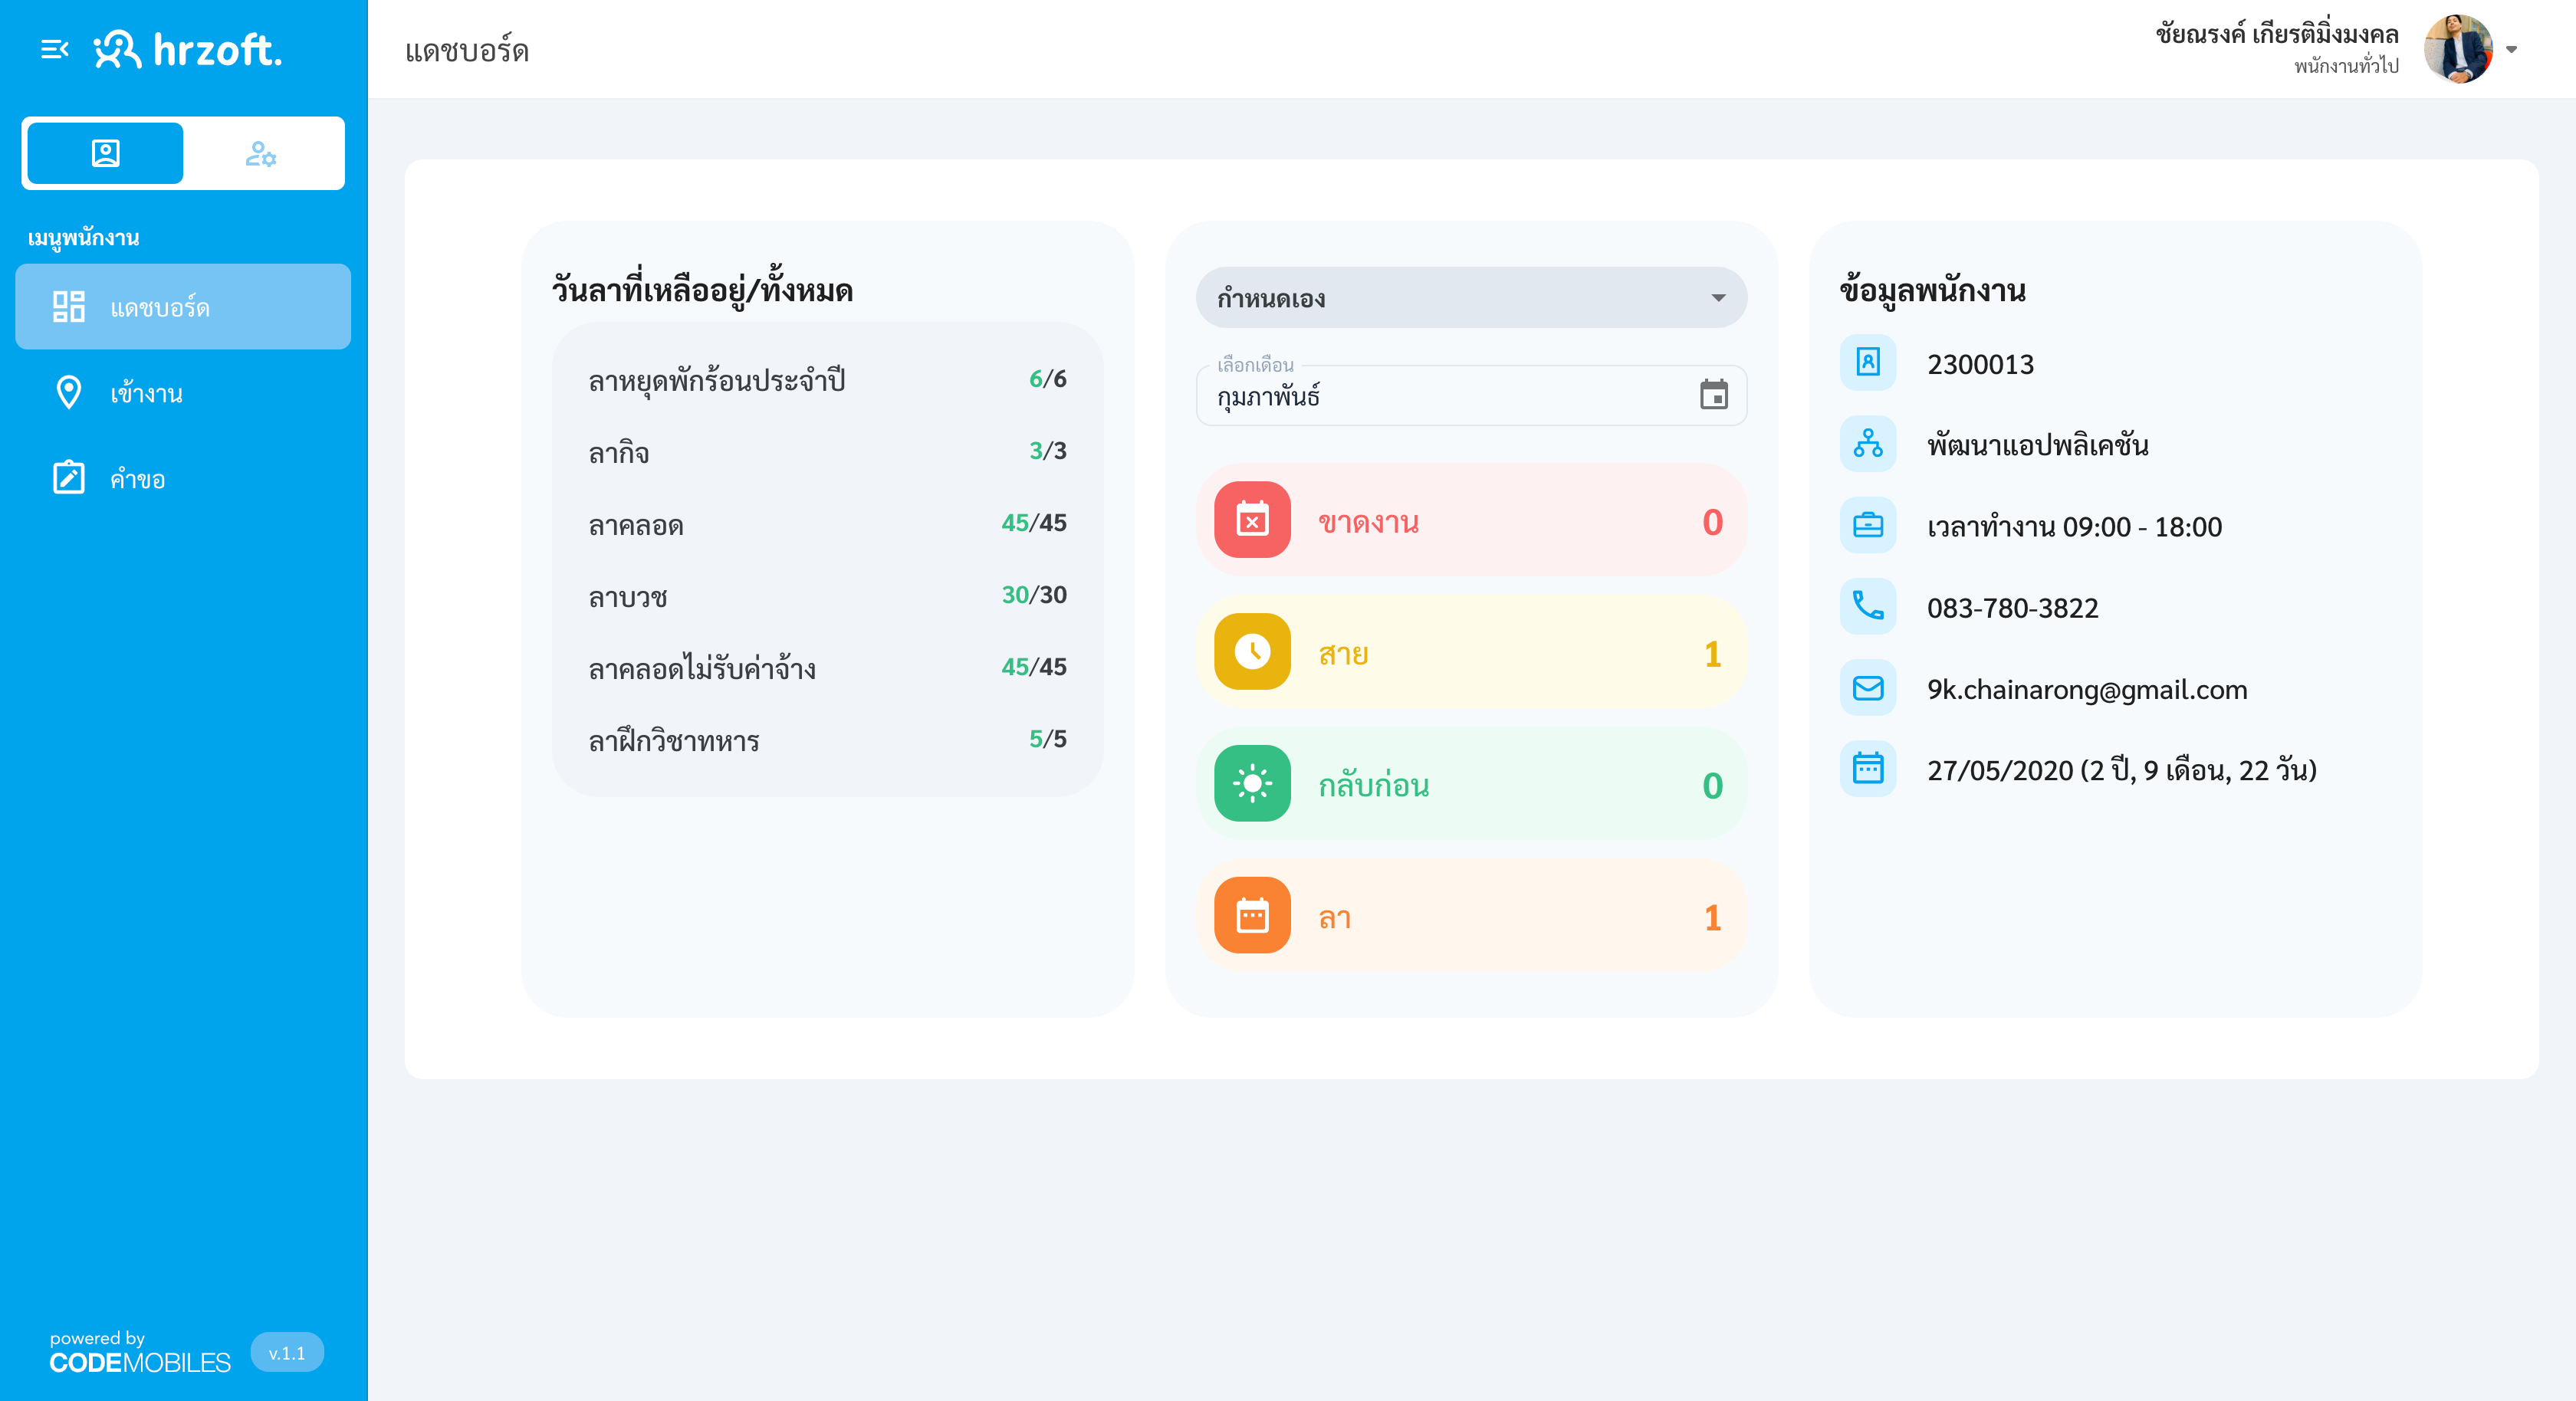 hrzoft.
เมนูพนักงาน
แดชบอร์ด
เข้างาน
คำขอ
powered by
CODEMOBILES
v.1.1
แดชบอร์ด
ชัยณรงค์ เกียรติมิ่งมงคล
พนักงานทั่วไป
วันลาที่เหลืออยู่/ทั้งหมด
ลาหยุดพักร้อนประจำปี 6/6
ลากิจ 3/3
ลาคลอด 45/45
ลาบวช 30/30
ลาคลอดไม่รับค่าจ้าง 45/45
ลาฝึกวิชาทหาร 5/5
กำหนดเอง
เลือกเดือน
กุมภาพันธ์
ขาดงาน 0
สาย 1
กลับก่อน 0
ลา 1
ข้อมูลพนักงาน
2300013
พัฒนาแอปพลิเคชัน
เวลาทำงาน 09:00 - 18:00
083-780-3822
9k.chainarong@gmail.com
27/05/2020 (2 ปี, 9 เดือน, 22 วัน)